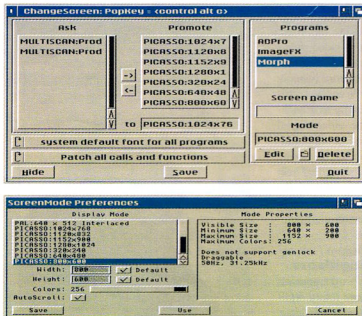 ChangeScreen: PopKey = <control alt c>
Ask
Promote
Programs
MULTISCAN:Prod
MULTISCAN:Prod
PICASSO:1024x7
PICASSO:1120x8
PICASSO:1152x9
PICASSO:1280x1
PICASSO:320x24
PICASSO:640x48
PICASSO:800x60
->
<-
to
PICASSO:1024x76
ADPro
ImageFX
Morph
Screen name
Mode
PICASSO:800x600
Edit
Delete
system default font for all programs
Patch all calls and functions
Hide
Save
Quit
ScreenMode Preferences
Display Mode
PAL:640 x 512 Interlaced
PICASSO:1024x768
PICASSO:1120x832
PICASSO:1152x900
PICASSO:1280x1024
PICASSO:320x240
PICASSO:640x480
PICASSO:800x600
Width: 800 Default
Height: 600 Default
Colors: 256
AutoScroll:
Mode Properties
Visible Size : 800 x 600
Minimum Size : 640 x 200
Maximum Size : 1152 x 900
Maximum Colors: 256
Does not support genlock
Draggable
50Hz, 31.25kHz
Save
Use
Cancel